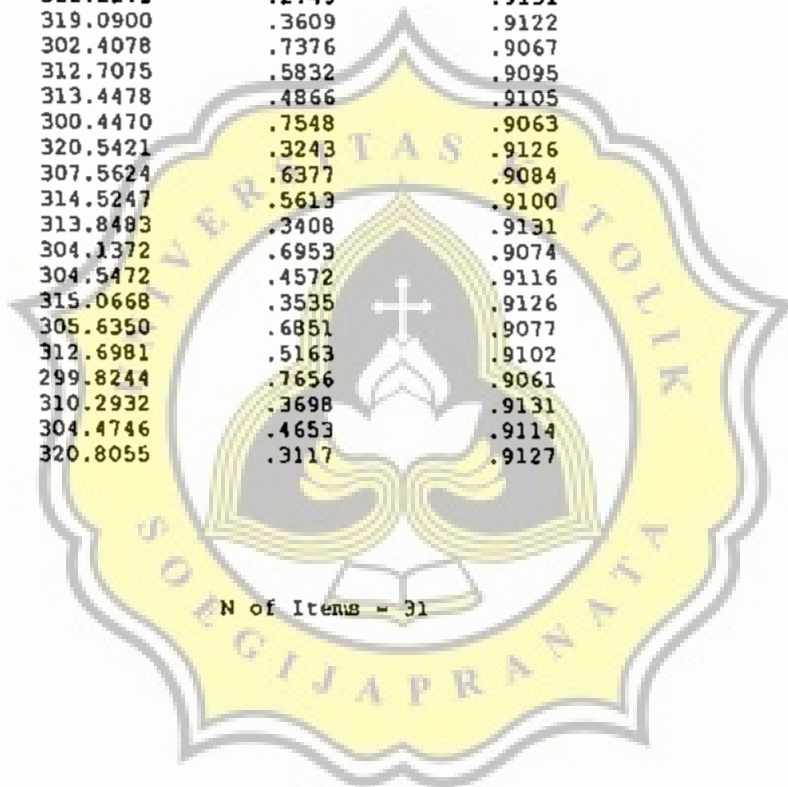 319.0900 .3609 .9122
302.4078 .7376 .9067
312.7075 .5832 .9095
313.4478 .4866 .9105
300.4470 .7548 .9063
320.5421 .3243 .9126
307.5624 .6377 .9084
314.5247 .5613 .9100
313.8483 .3408 .9131
304.1372 .6953 .9074
304.5472 .4572 .9116
315.0668 .3535 .9126
305.6350 .6851 .9077
312.6981 .5163 .9102
299.8244 .7656 .9061
310.2932 .3698 .9131
304.4746 .4653 .9114
320.8055 .3117 .9127
N of Items = 31
UNIVERSITAS KATOLIK
SOEGIJAPRANATA